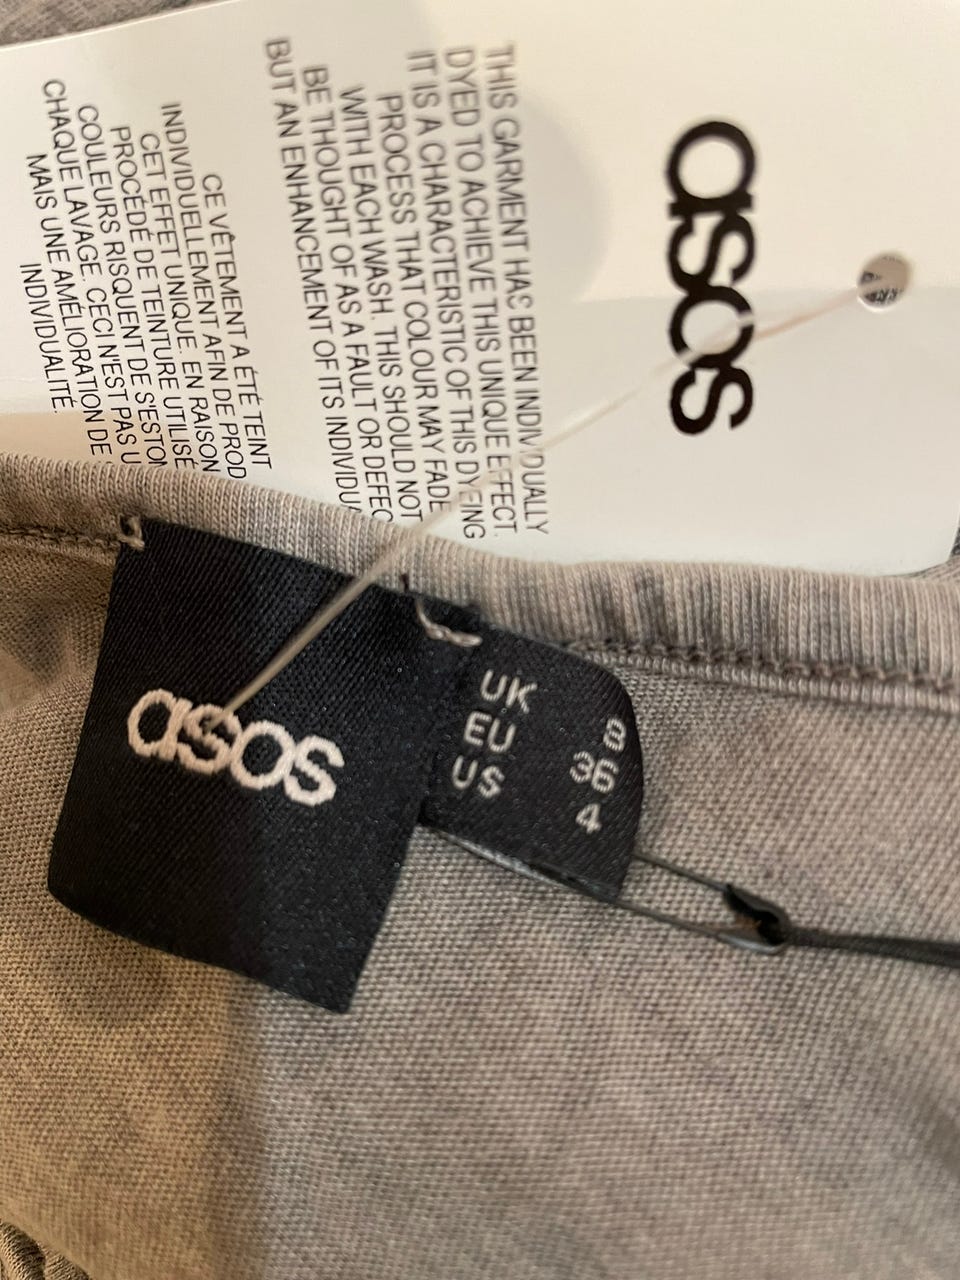 asos
THIS GARMENT HAS BEEN INDIVIDUALLY
DYED TO ACHIEVE THIS UNIQUE EFFECT.
IT IS A CHARACTERISTIC OF THIS DYEING
PROCESS THAT COLOUR MAY FADE
WITH EACH WASH. THIS SHOULD NOT
BE THOUGHT OF AS A FAULT OR DEFEC
BUT AN ENHANCEMENT OF ITS INDIVIDU
CE VÊTEMENT A ÉTÉ TEINT
INDIVIDUELLEMENT AFIN DE PROD
CET EFFET UNIQUE. EN RAISON
PROCÉDÉ DE TEINTURE UTILISÉ
COULEURS RISQUENT DE S'ESTOM
CHAQUE LAVAGE. CECI N'EST PAS U
MAIS UNE AMÉLIORATION DE
INDIVIDUALITÉ.
asos
UK 8
EU 36
US 4